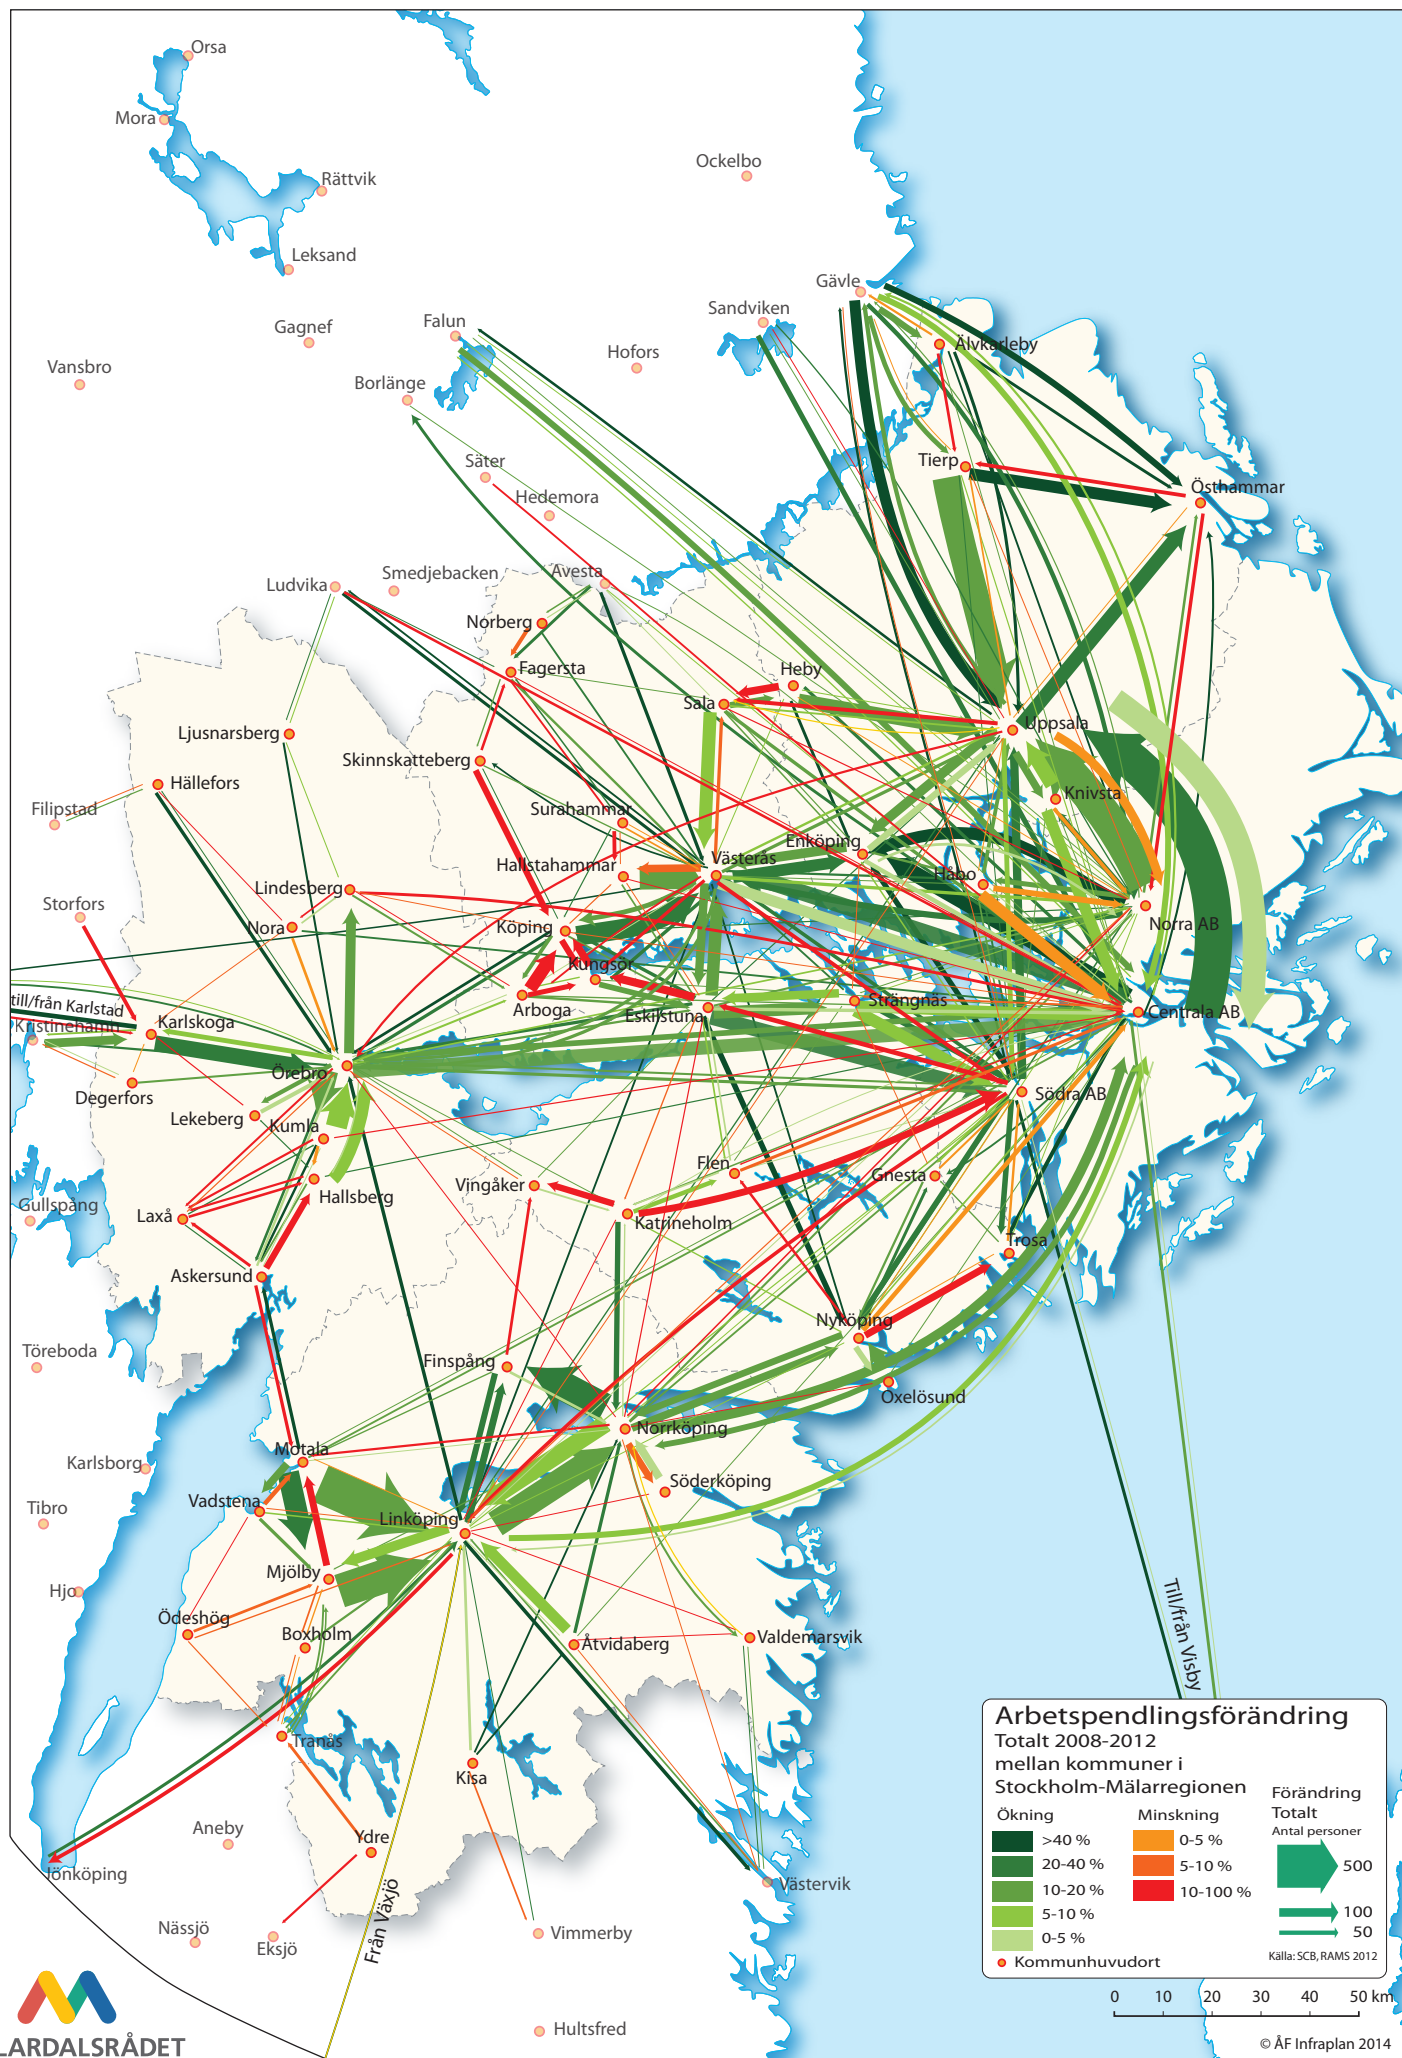 Orsa
Mora
Ockelbo
Rättvik
Leksand
Gävle
Sandviken
Falun
Gagnef
Älvkarleby
Hofors
Vansbro
Borlänge
Tierp
Säter
Östhammar
Hedemora
Avesta
Smedjebacken
Ludvika
Norberg
Fagersta
Heby
Sala
Uppsala
Ljusnarsberg
Skinnskatteberg
Hällefors
Knivsta
Filipstad
Surahammar
Enköping
Västerås
Hallstahammar
Håbo
Lindesberg
Storfors
Norra AB
Nora
Köping
Kungsör
till/från Karlstad
Strängnäs
Arboga
Eskilstuna
Centrala AB
Karlskoga
Kristinehamn
Örebro
Degerfors
Södra AB
Lekeberg
Kumla
Flen
Gnesta
Vingåker
Hallsberg
Gullspång
Laxå
Katrineholm
Trosa
Askersund
Nyköping
Töreboda
Finspång
Oxelösund
Norrköping
Motala
Karlsborg
Söderköping
Vadstena
Tibro
Linköping
Mjölby
Hjo
Ödeshög
Boxholm
Åtvidaberg
Valdemarsvik
Till/från Visby
Tranås
Kisa
Aneby
Ydre
Jönköping
Västervik
Från Växjö
Nässjö
Eksjö
Vimmerby
Hultsfred
Arbetspendlingsförändring
Totalt 2008-2012
mellan kommuner i
Stockholm-Mälarregionen
Förändring
Totalt
Antal personer
Ökning
Minskning
>40 %
0-5 %
20-40 %
5-10 %
500
10-20 %
10-100 %
5-10 %
100
0-5 %
50
Kommunhuvudort
Källa: SCB, RAMS 2012
0 10 20 30 40 50 km
LARDALSRÅDET
© ÅF Infraplan 2014